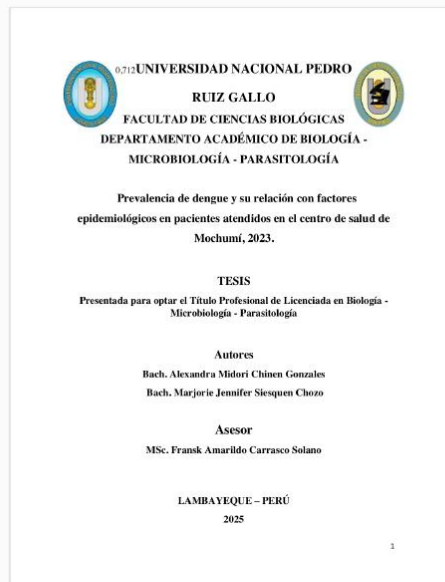 0,712UNIVERSIDAD NACIONAL PEDRO
RUIZ GALLO
FACULTAD DE CIENCIAS BIOLÓGICAS
DEPARTAMENTO ACADÉMICO DE BIOLOGÍA -
MICROBIOLOGÍA - PARASITOLOGÍA
Prevalencia de dengue y su relación con factores
epidemiológicos en pacientes atendidos en el centro de salud de
Mochumí, 2023.
TESIS
Presentada para optar el Título Profesional de Licenciada en Biología -
Microbiología - Parasitología
Autores
Bach. Alexandra Midori Chinen Gonzales
Bach. Marjorie Jennifer Siesquen Chozo
Asesor
MSc. Fransk Amarildo Carrasco Solano
LAMBAYEQUE – PERÚ
2025
1